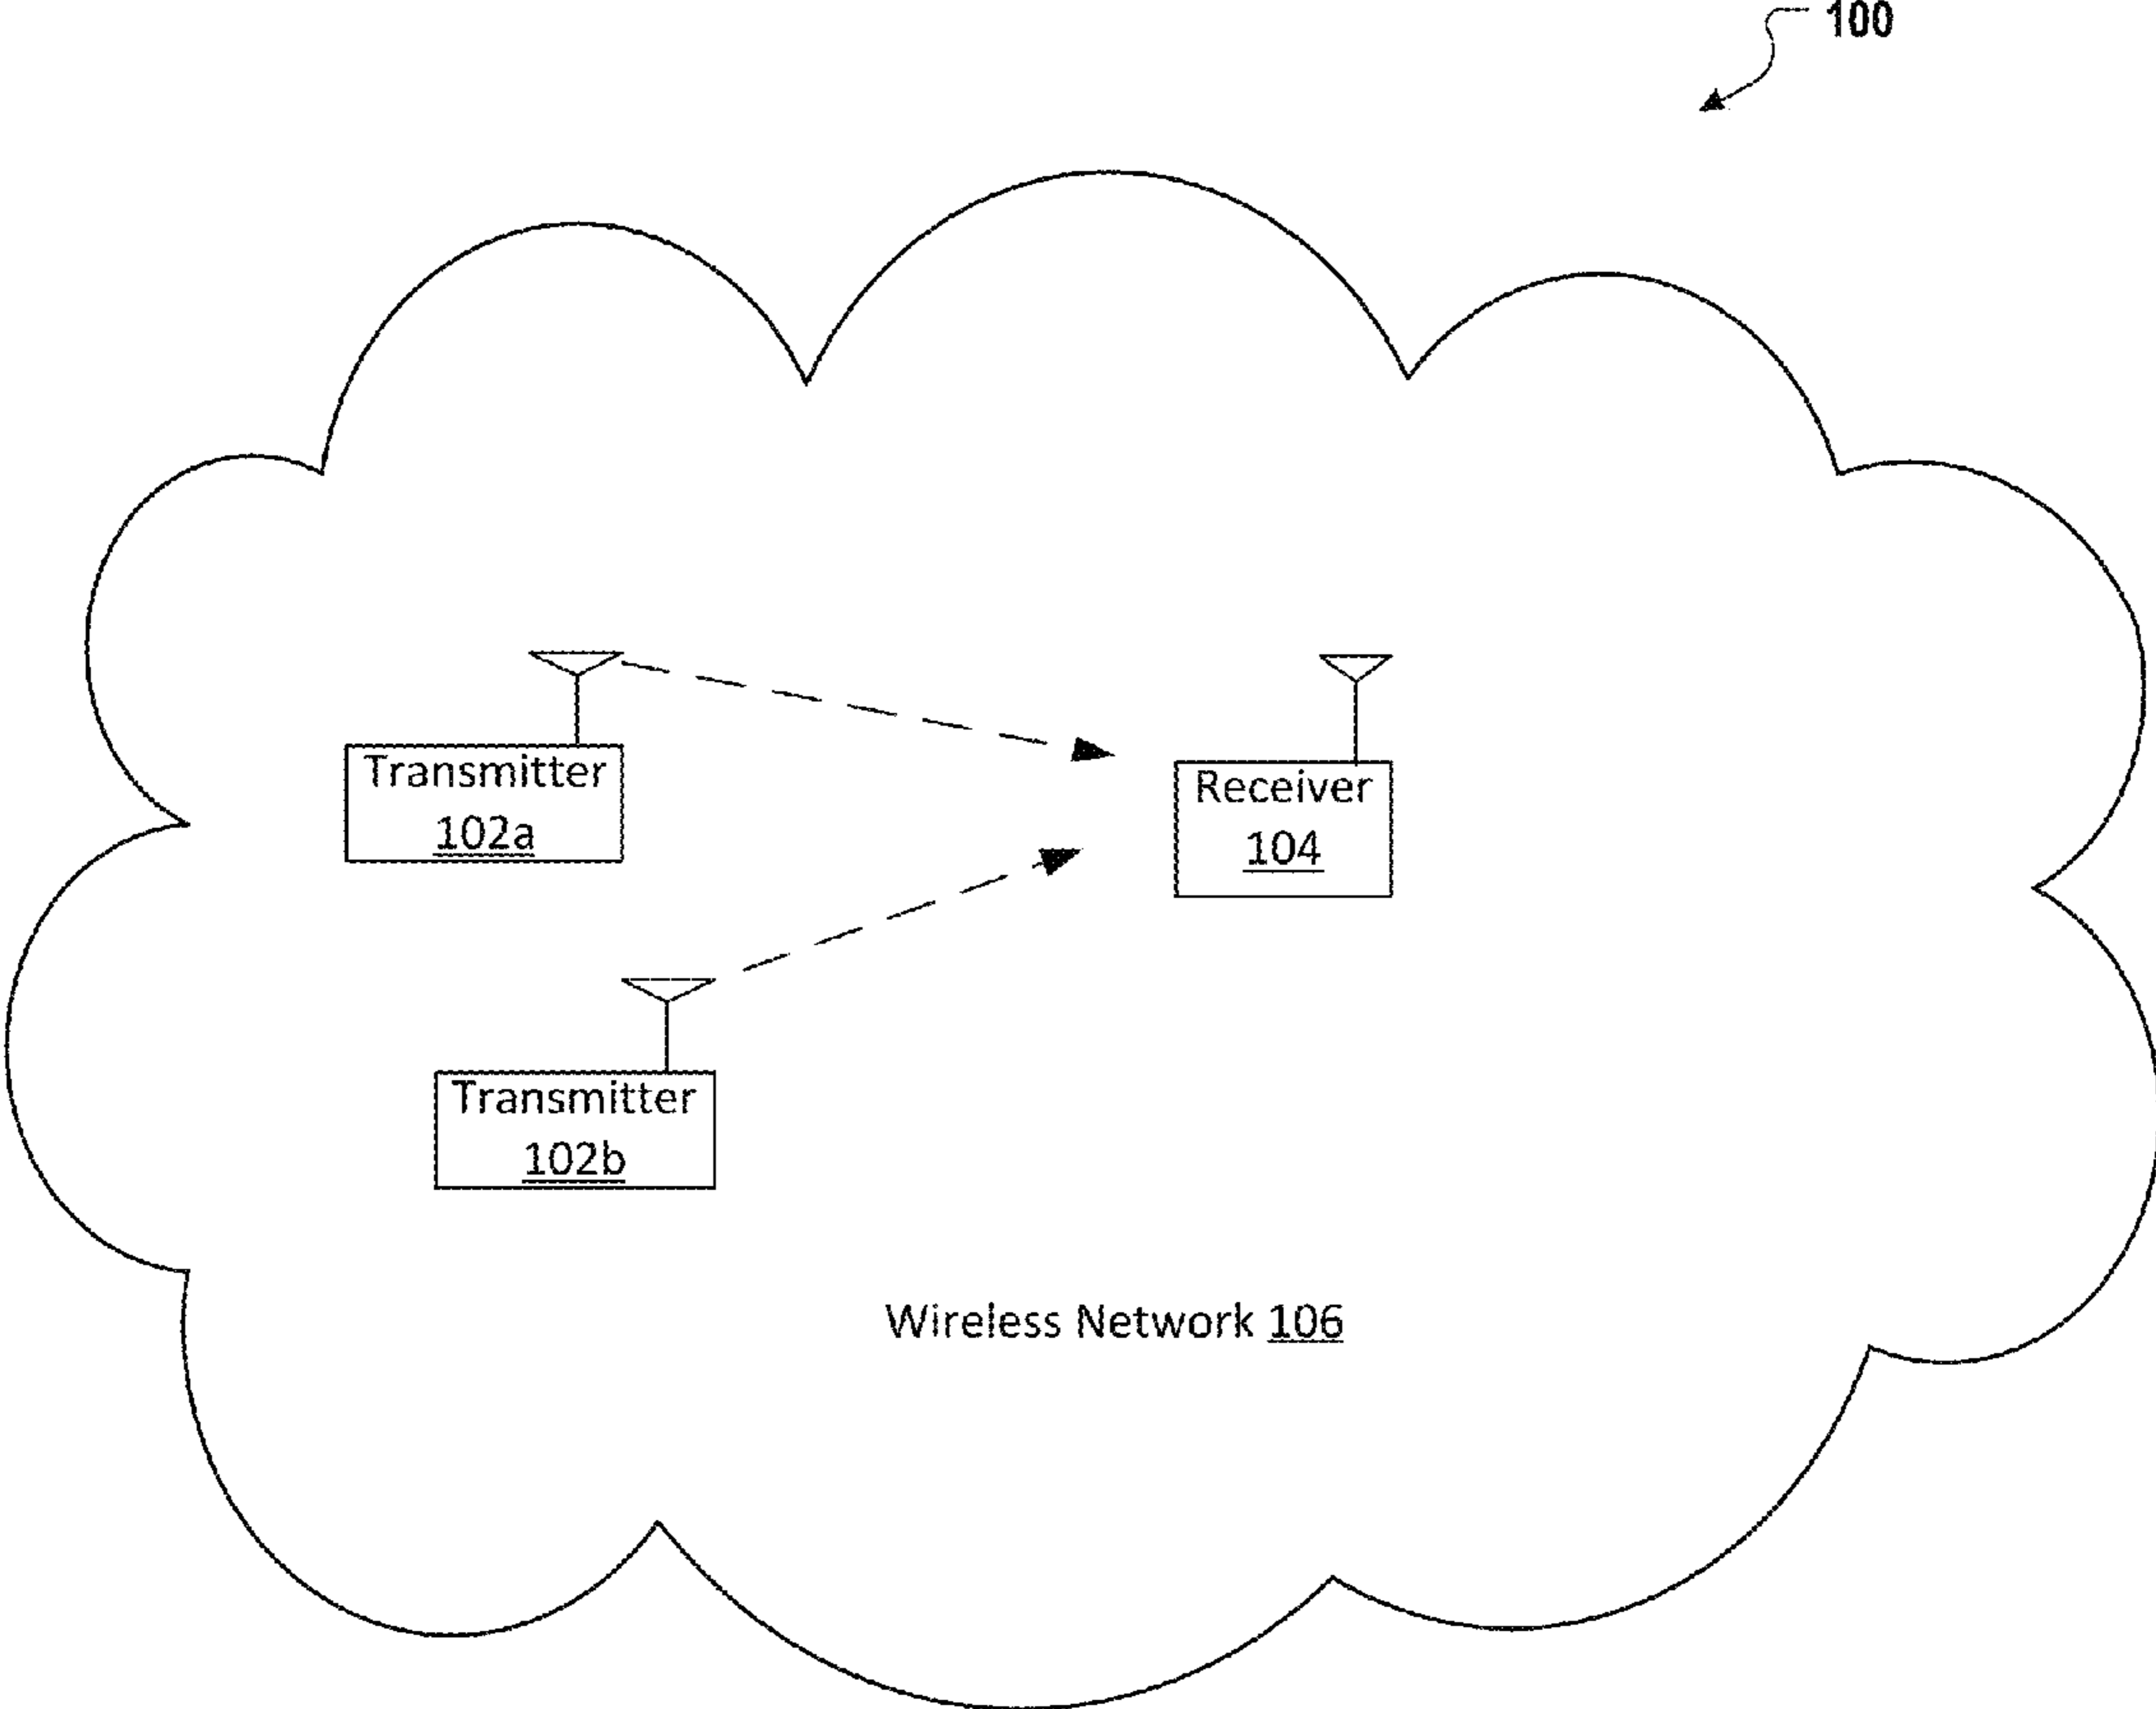 100
Transmitter
102a
Receiver
104
Transmitter
102b
Wireless Network 106